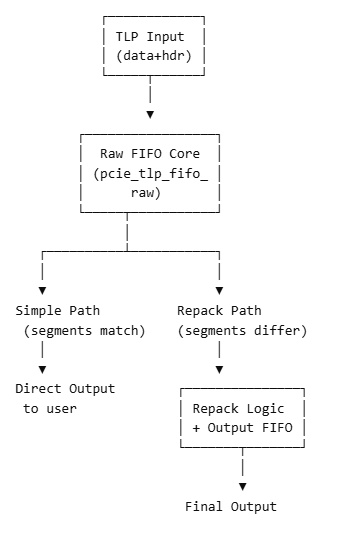 TLP Input
(data+hdr)
Raw FIFO Core
(pcie_tlp_fifo_
raw)
Simple Path
(segments match)
Repack Path
(segments differ)
Direct Output
to user
Repack Logic
+ Output FIFO
Final Output